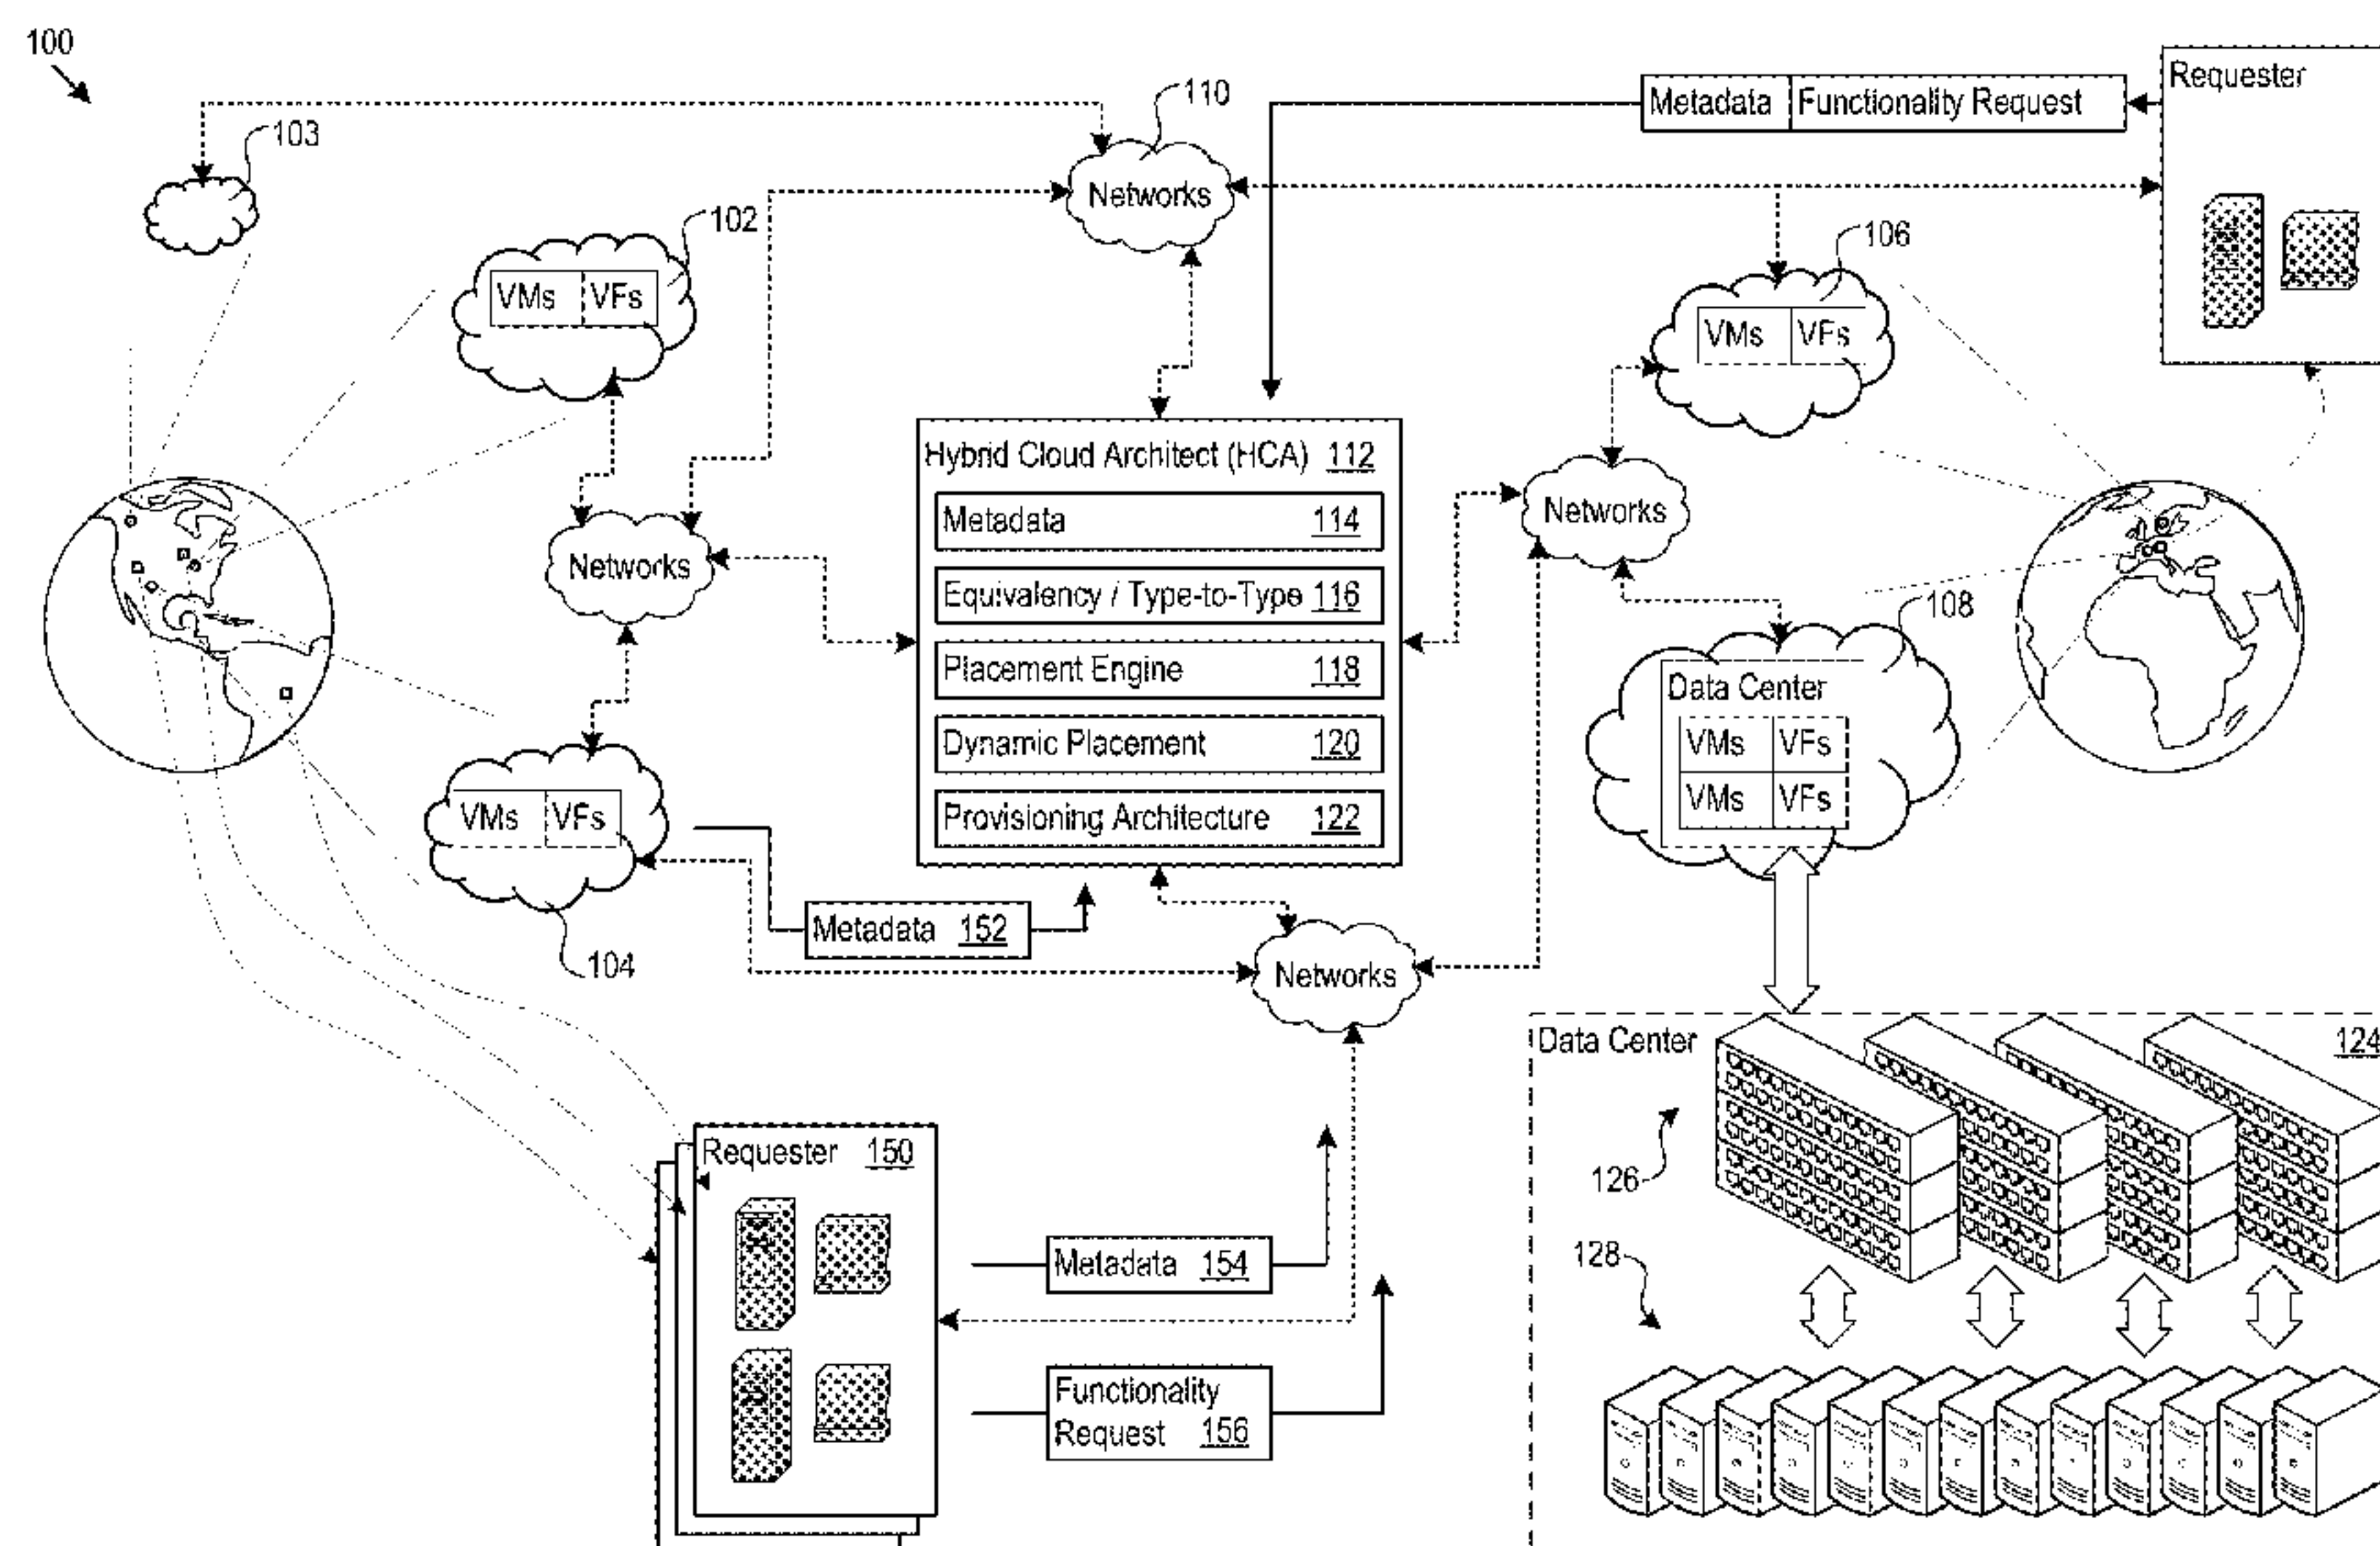 100
103
110
Metadata Functionality Request
Requester
Networks
102
VMs VFs
106
VMs VFs
Hybrid Cloud Architect (HCA) 112
Metadata 114
Equivalency / Type-to-Type 116
Placement Engine 118
Dynamic Placement 120
Provisioning Architecture 122
Networks
Networks
108
Data Center
VMs VFs
VMs VFs
VMs VFs
104
Metadata 152
Networks
Data Center 124
126
128
Requester 150
Metadata 154
Functionality
Request 156